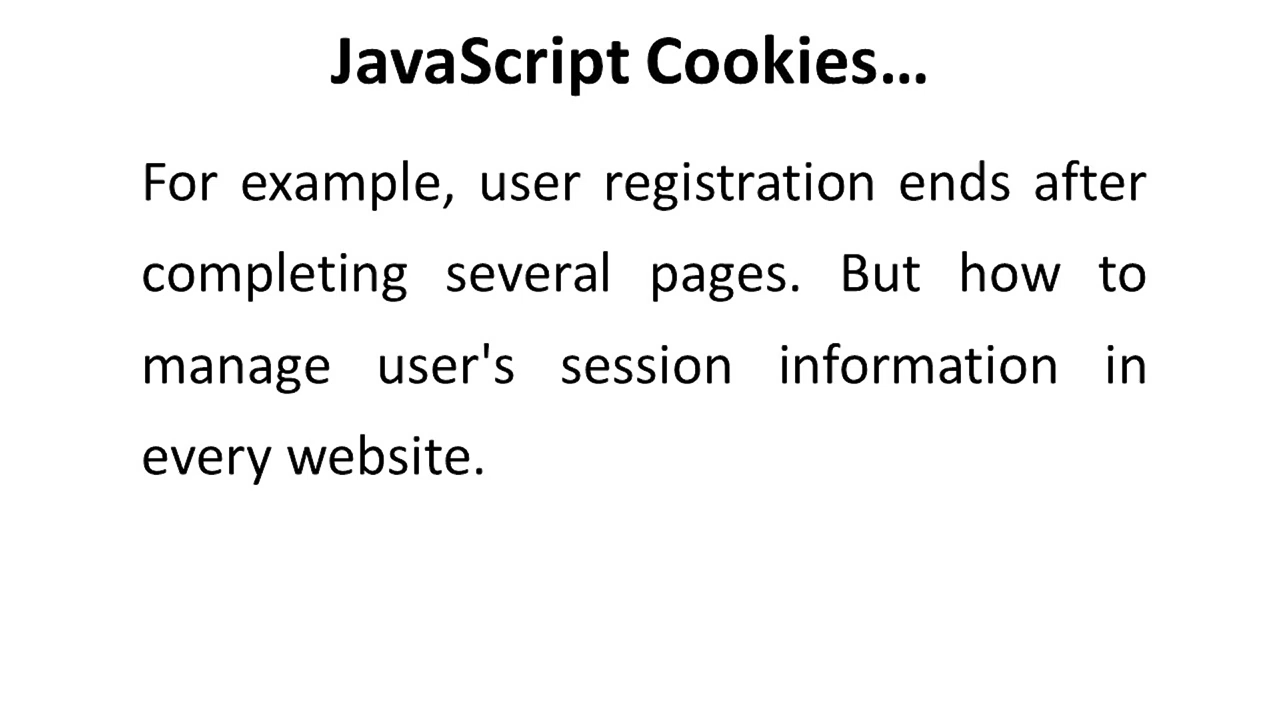 JavaScript Cookies...
For example, user registration ends after
completing several pages. But how to
manage user's session information in
every website.